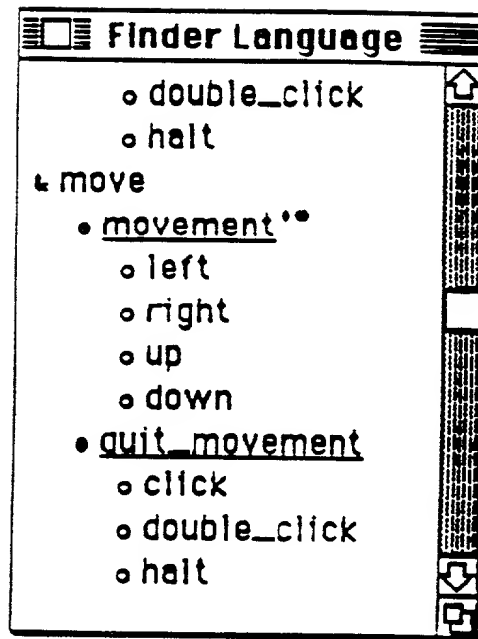 Finder Language
double_click
halt
move
movement'"
left
right
up
down
quit_movement
click
double_click
halt